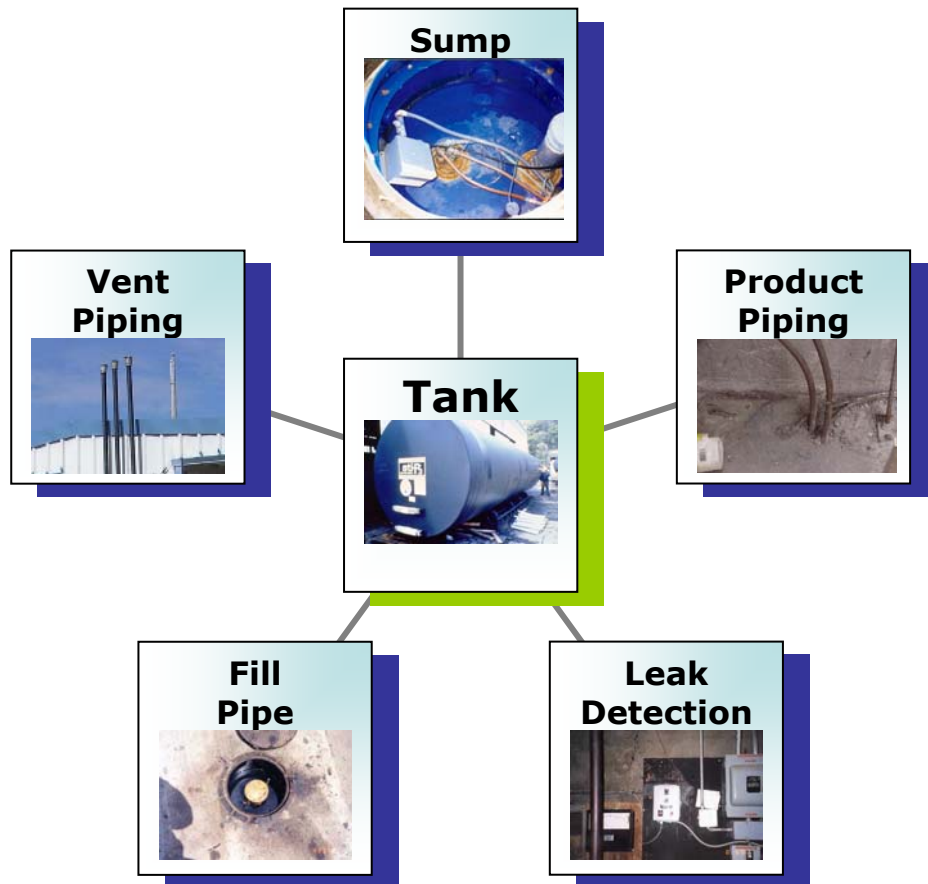 Sump
Vent
Piping
Product
Piping
Tank
Fill
Pipe
Leak
Detection